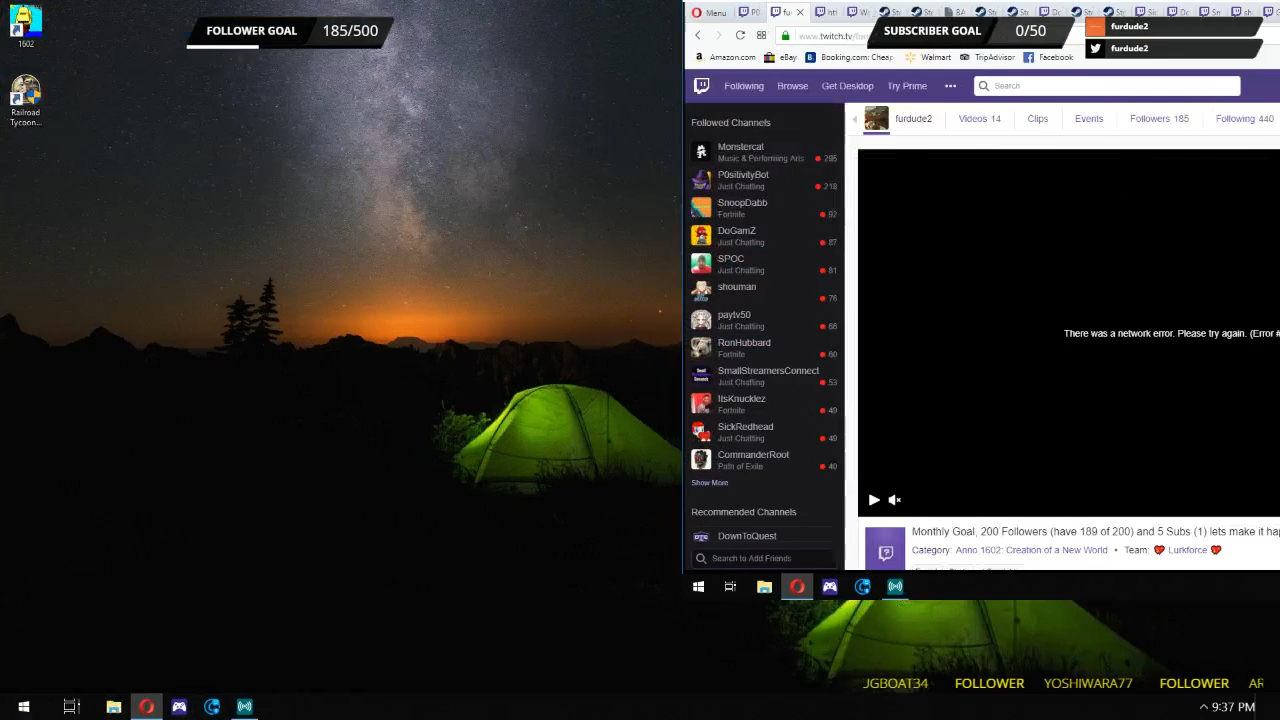 1602
Railroad
Tycoon...
FOLLOWER GOAL 185/500
SUBSCRIBER GOAL 0/50
furdude2
furdude2
Menu
www.twitch.tv/
Amazon.com eBay Booking.com: Cheap Walmart TripAdvisor Facebook
Following Browse Get Desktop Try Prime ••• Search
Followed Channels
furdude2 Videos 14 Clips Events Followers 185 Following 440
Monstercat
Music & Performing Arts 285
P0sitivityBot
Just Chatting 218
SnoopDabb
Fortnite 92
DoGamZ
Just Chatting 87
SPOC
Just Chatting 81
shouman
76
paytv50
Just Chatting 68
RonHubbard
Fortnite 60
SmallStreamersConnect
Just Chatting 53
ItsKnucklez
Fortnite 49
SickRedhead
Just Chatting 49
CommanderRoot
Path of Exile 40
Show More
Recommended Channels
DownToQuest
Search to Add Friends
There was a network error. Please try again. (Error #
Monthly Goal, 200 Followers (have 189 of 200) and 5 Subs (1) lets make it ha
Category: Anno 1602: Creation of a New World • Team: Lurkforce
JGBOAT34 FOLLOWER YOSHIWARA77 FOLLOWER AR
9:37 PM